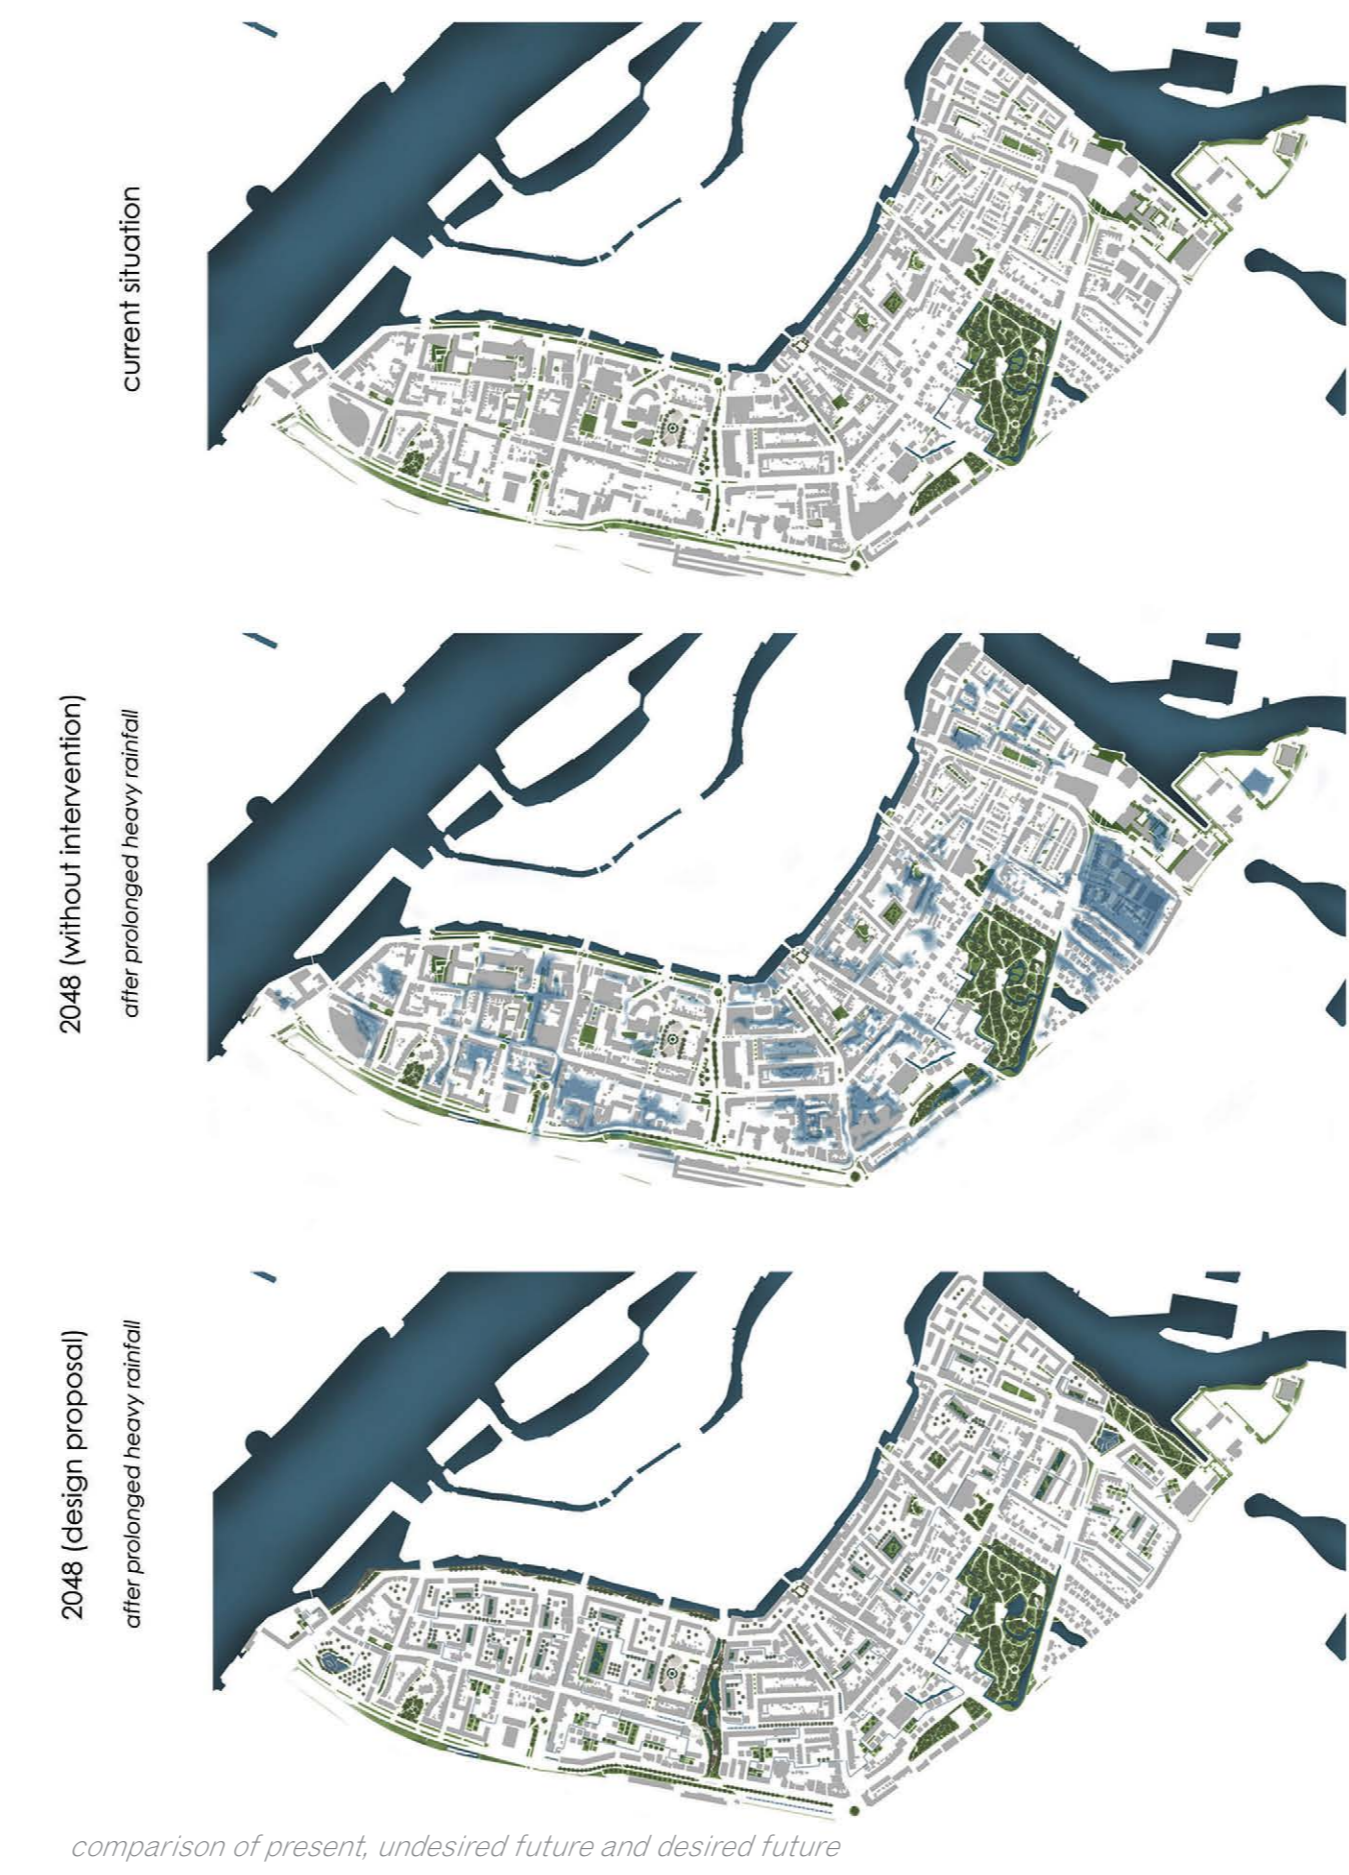 current situation
2048 (without intervention)
after prolonged heavy rainfall
2048 (design proposal)
after prolonged heavy rainfall
comparison of present, undesired future and desired future